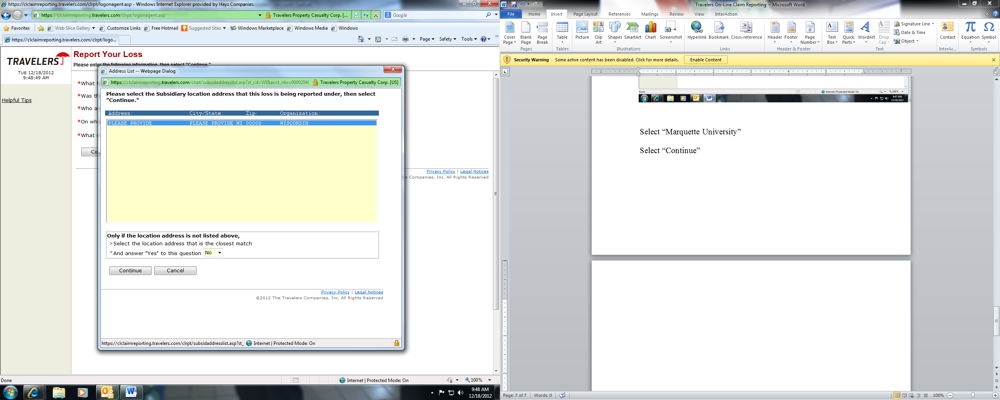 https://clclaimreporting.travelers.com/clrpt/logonagent.asp - Windows Internet Explorer provided by Hays Companies
https://clclaimreporting.travelers.com/clrpt/logonagent.asp
Travelers Property Casualty Corp. [...
Google
Favorites Web Slice Gallery Customize Links Free Hotmail Suggested Sites Windows Marketplace Windows Media Windows
https://clclaimreporting.travelers.com/clrpt/logo...
Page Safety Tools
TRAVELERS
TUE 12/18/2012
9:48:49 AM
Helpful Tips
Report Your Loss
Please enter the following information, then select "Continue."
*What
*Was
*Who a
*On wh
*What s
Co
Privacy Policy | Legal Notices
s Companies, Inc. All Rights Reserved
Address List -- Webpage Dialog
https://clclaimreporting.travelers.com/clrpt/subsidaddresslist.asp?st_cd=WI&acct_nbr=00002949
Travelers Property Casualty Corp. [US]
Please select the Subsidiary location address that this loss is being reported under, then select
"Continue."
Address: City/State: Zip: Organization:
PLEASE PROVIDE PLEASE PROVIDE WI 00000 WISCONSIN
Only if the location address is not listed above,
>Select the location address that is the closest match
>And answer "Yes" to this question No
Continue Cancel
Privacy Policy | Legal Notices
©2012 The Travelers Companies, Inc. All Rights Reserved
https://clclaimreporting.travelers.com/clrpt/subsidaddresslist.asp?st_
Internet | Protected Mode: On
Done
Internet | Protected Mode: On
100%
9:48 AM
12/18/2012
Travelers On-Line Claim Reporting - Microsoft Word
File Home Insert Page Layout References Mailings Review View InterAction
Cover Page
Blank Page
Page Break
Pages
Table
Tables
Picture
Clip Art
Shapes
SmartArt
Chart
Screenshot
Illustrations
Hyperlink
Bookmark
Cross-reference
Links
Header
Footer
Page Number
Header & Footer
Text Box
Quick Parts
WordArt
Drop Cap
Signature Line
Date & Time
Object
Text
Contact
InterAc...
Equation
Symbol
Symbols
Security Warning Some active content has been disabled. Click for more details. Enable Content
1 1 2 3 4 5 7
Done
Internet | Protected Mode: On
100%
9:47 AM
12/18/2012
Select “Marquette University”
Select “Continue”
1
2
Page: 7 of 7 Words: 0
100%